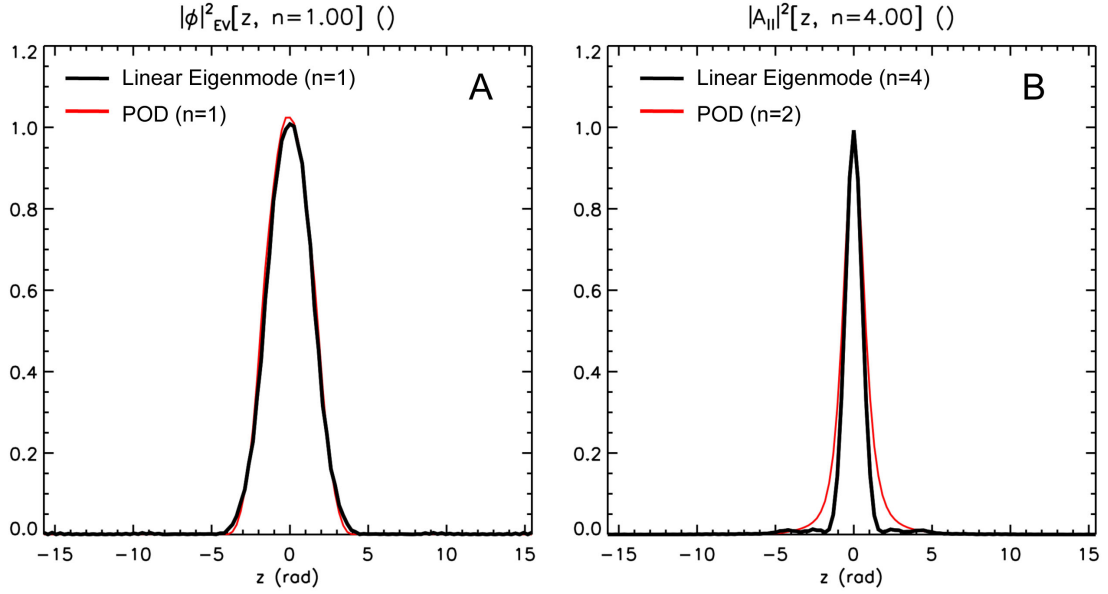 |ϕ|²EV[z, n=1.00] ()
1.2
1.0
0.8
0.6
0.4
0.2
0.0
Linear Eigenmode (n=1)
POD (n=1)
A
−15 −10 −5 0 5 10 15
z (rad)
|A||²[z, n=4.00] ()
1.2
1.0
0.8
0.6
0.4
0.2
0.0
Linear Eigenmode (n=4)
POD (n=2)
B
−15 −10 −5 0 5 10 15
z (rad)